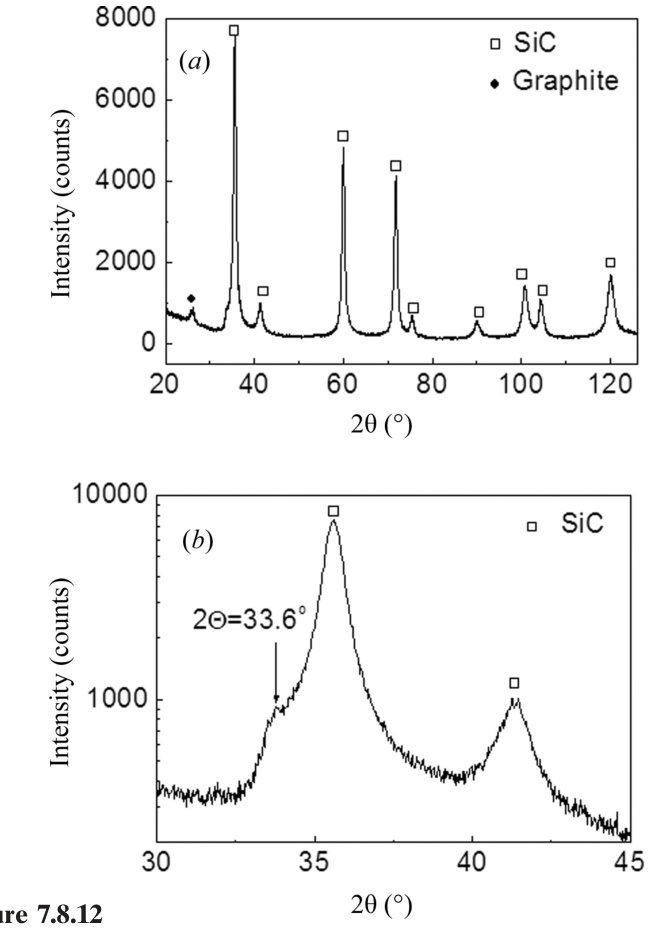 8000
(a)
□ SiC
◆ Graphite
6000
4000
2000
0
Intensity (counts)
20 40 60 80 100 120
2θ (°)
10000
(b)
□ SiC
2Θ=33.6°
1000
Intensity (counts)
30 35 40 45
2θ (°)
ure 7.8.12